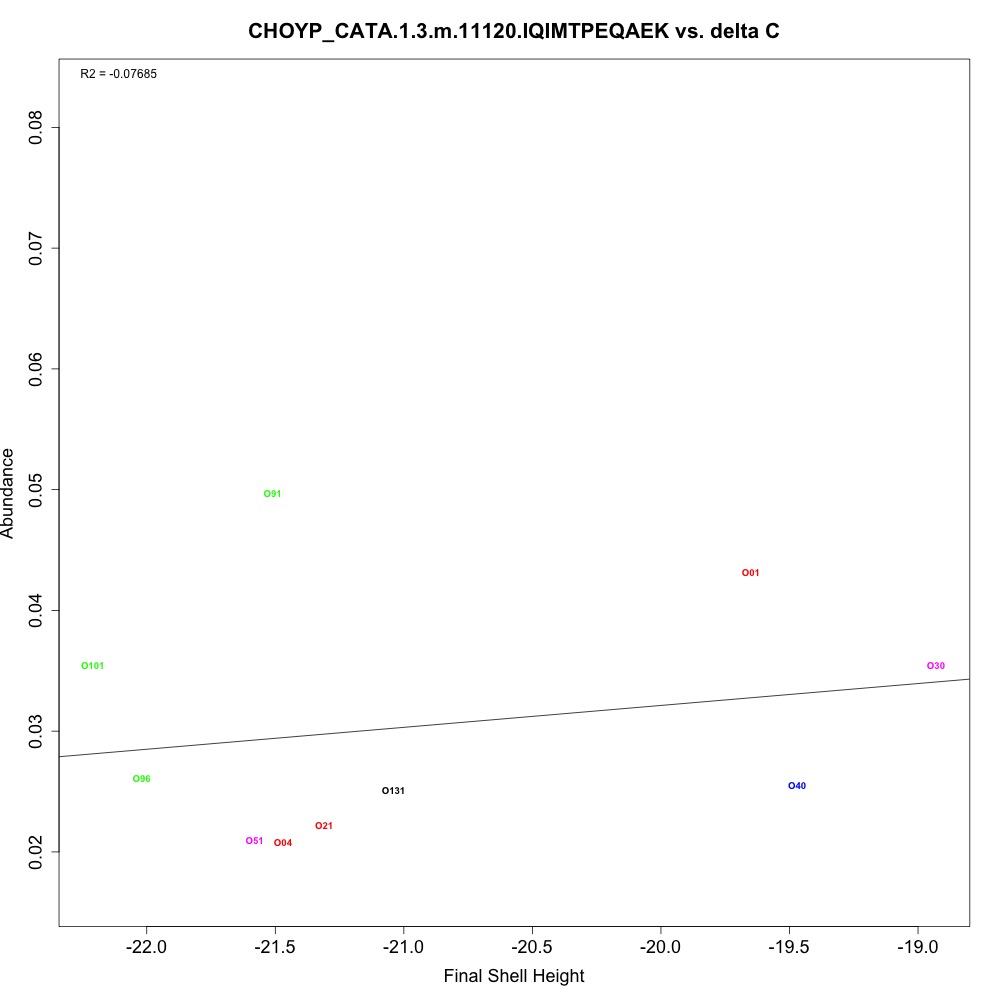 CHOYP_CATA.1.3.m.11120.IQIMTPEQAEK vs. delta C
R2 = -0.07685
0.08
0.07
0.06
0.05
0.04
0.03
0.02
Abundance
O91
O01
O101
O30
O96
O40
O131
O21
O51
O04
-22.0 -21.5 -21.0 -20.5 -20.0 -19.5 -19.0
Final Shell Height